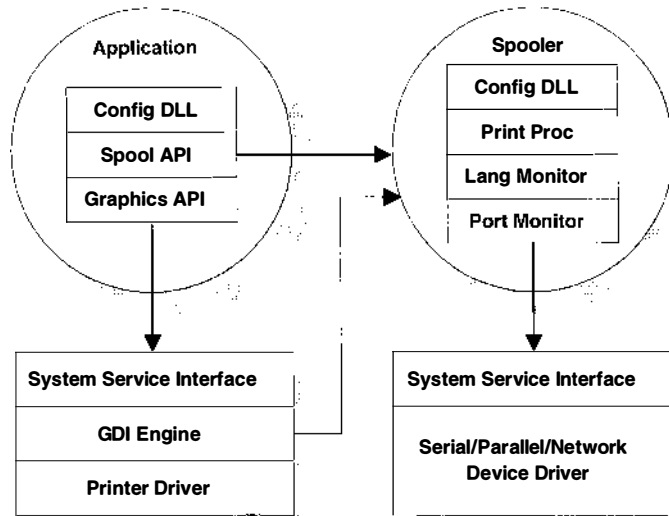 Application
Config DLL
Spool API
Graphics API
Spooler
Config DLL
Print Proc
Lang Monitor
Port Monitor
System Service Interface
GDI Engine
Printer Driver
System Service Interface
Serial/Parallel/Network
Device Driver